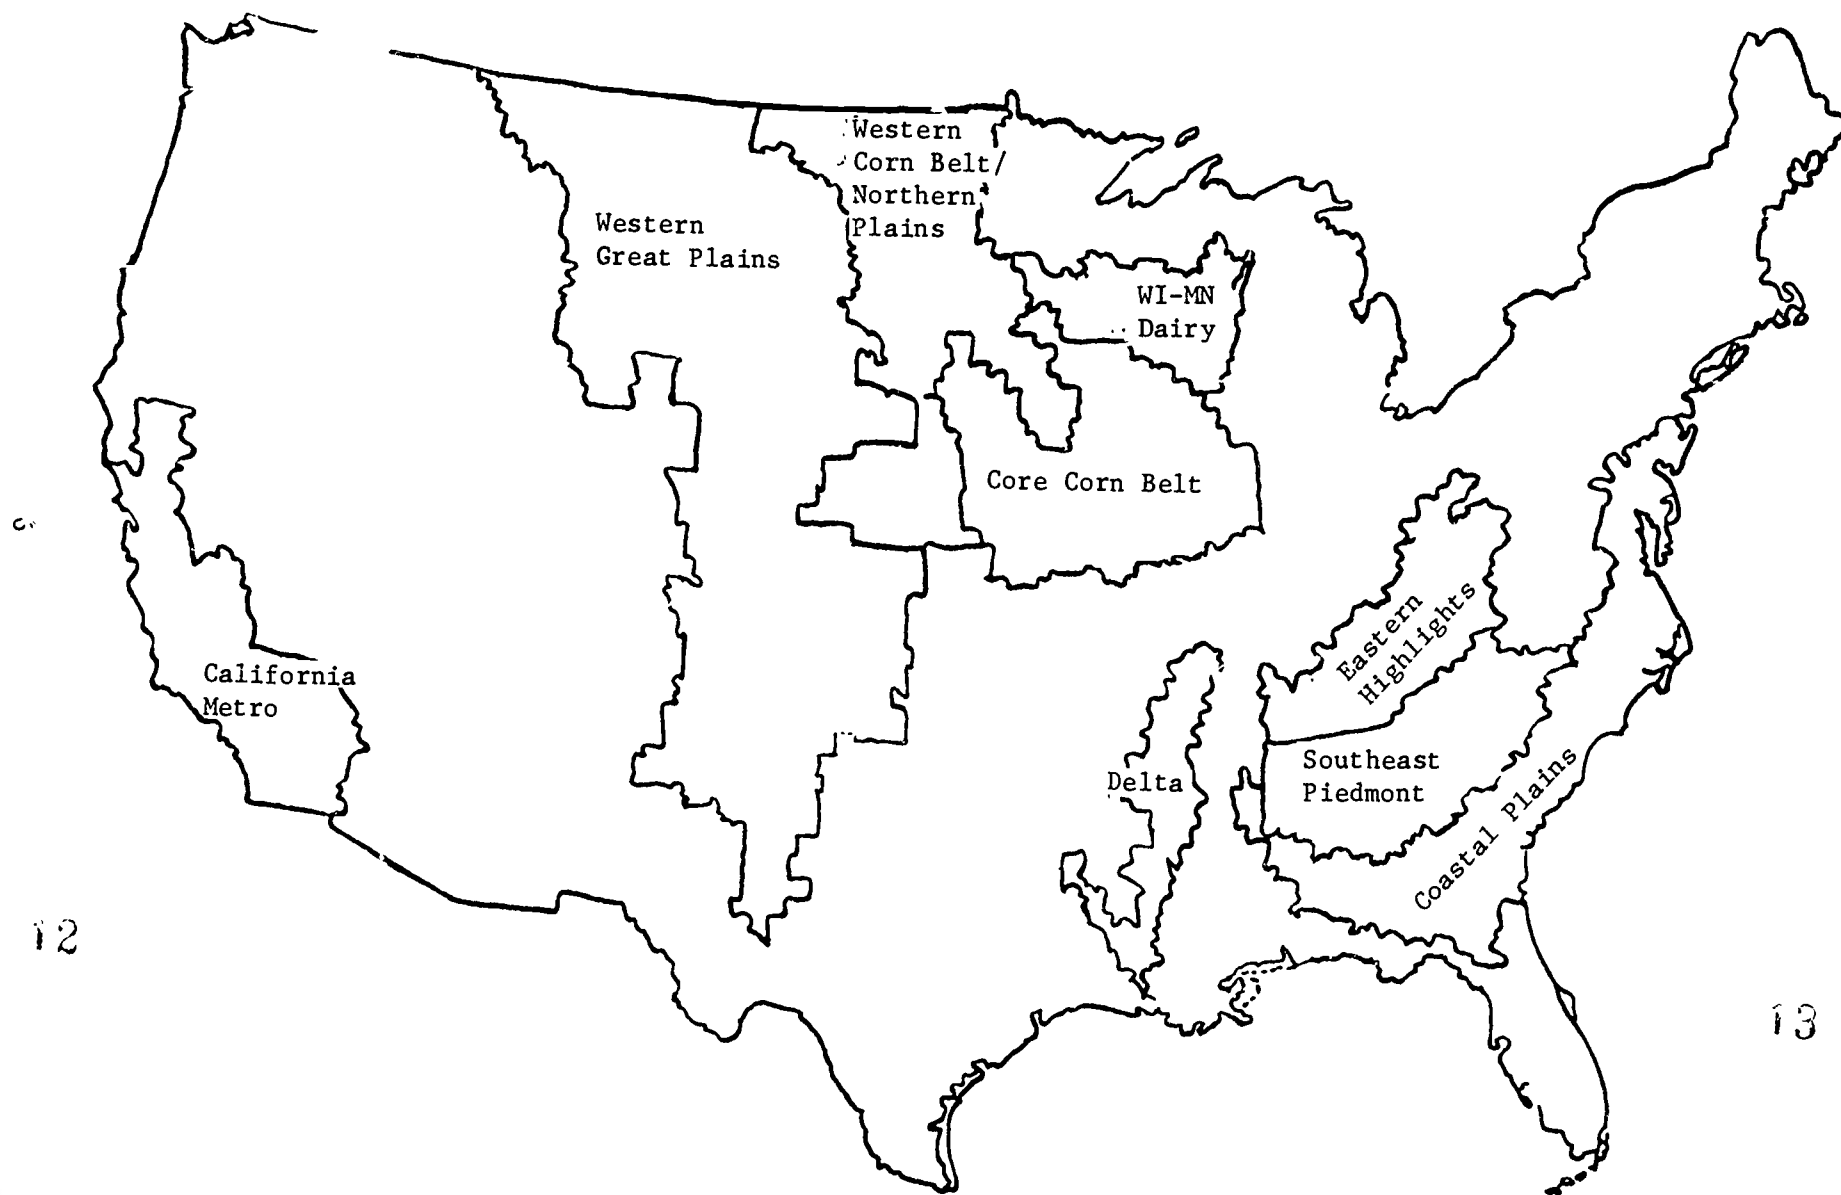 Western
Corn Belt/
Northern
Plains
Western
Great Plains
WI-MN
Dairy
Core Corn Belt
Eastern
Highlights
California
Metro
Southeast
Piedmont
Delta
Coastal Plains
12
13